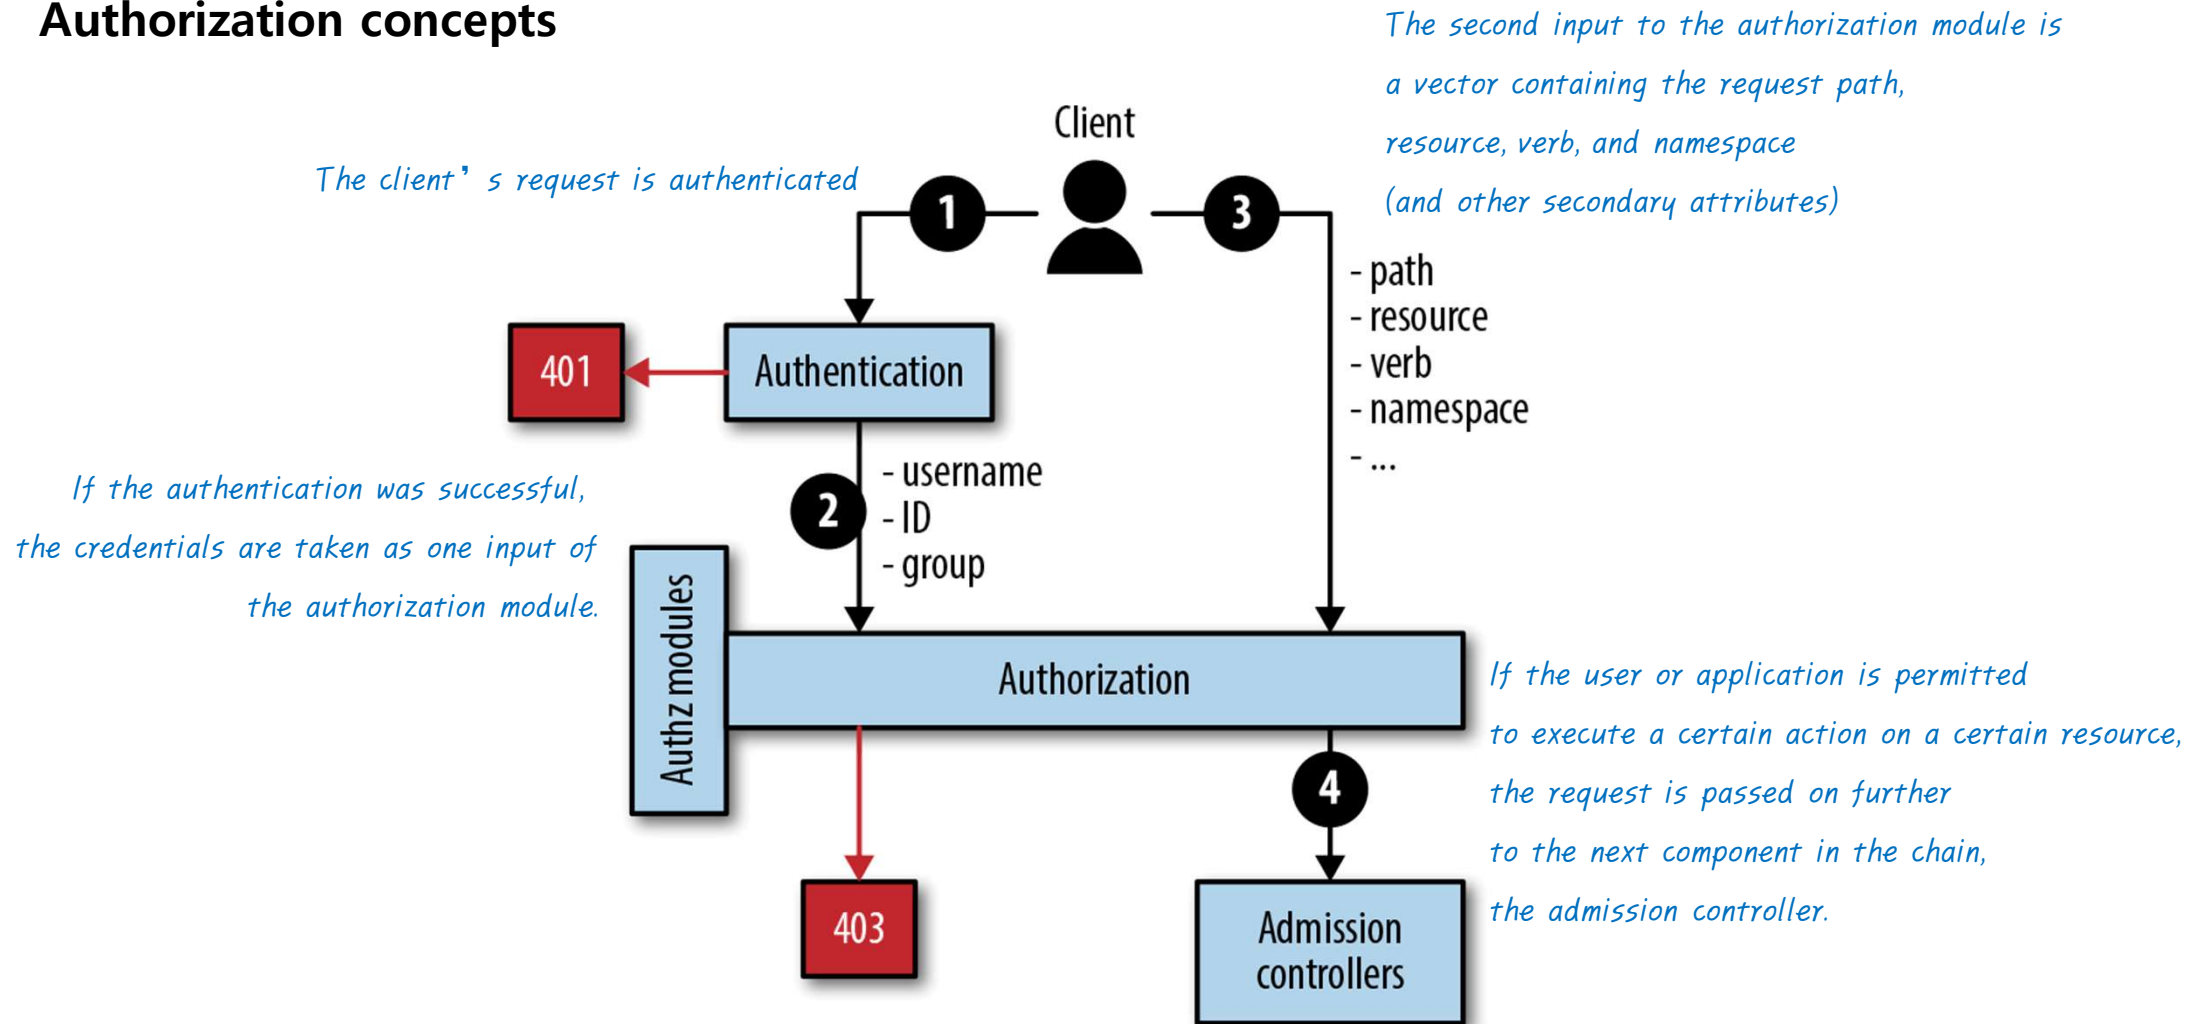 Authorization concepts
The second input to the authorization module is
a vector containing the request path,
resource, verb, and namespace
(and other secondary attributes)
Client
The client’s request is authenticated
1
3
- path
- resource
- verb
- namespace
- ...
401
Authentication
If the authentication was successful,
the credentials are taken as one input of
the authorization module.
2
- username
- ID
- group
Authz modules
Authorization
If the user or application is permitted
to execute a certain action on a certain resource,
the request is passed on further
to the next component in the chain,
the admission controller.
4
403
Admission
controllers